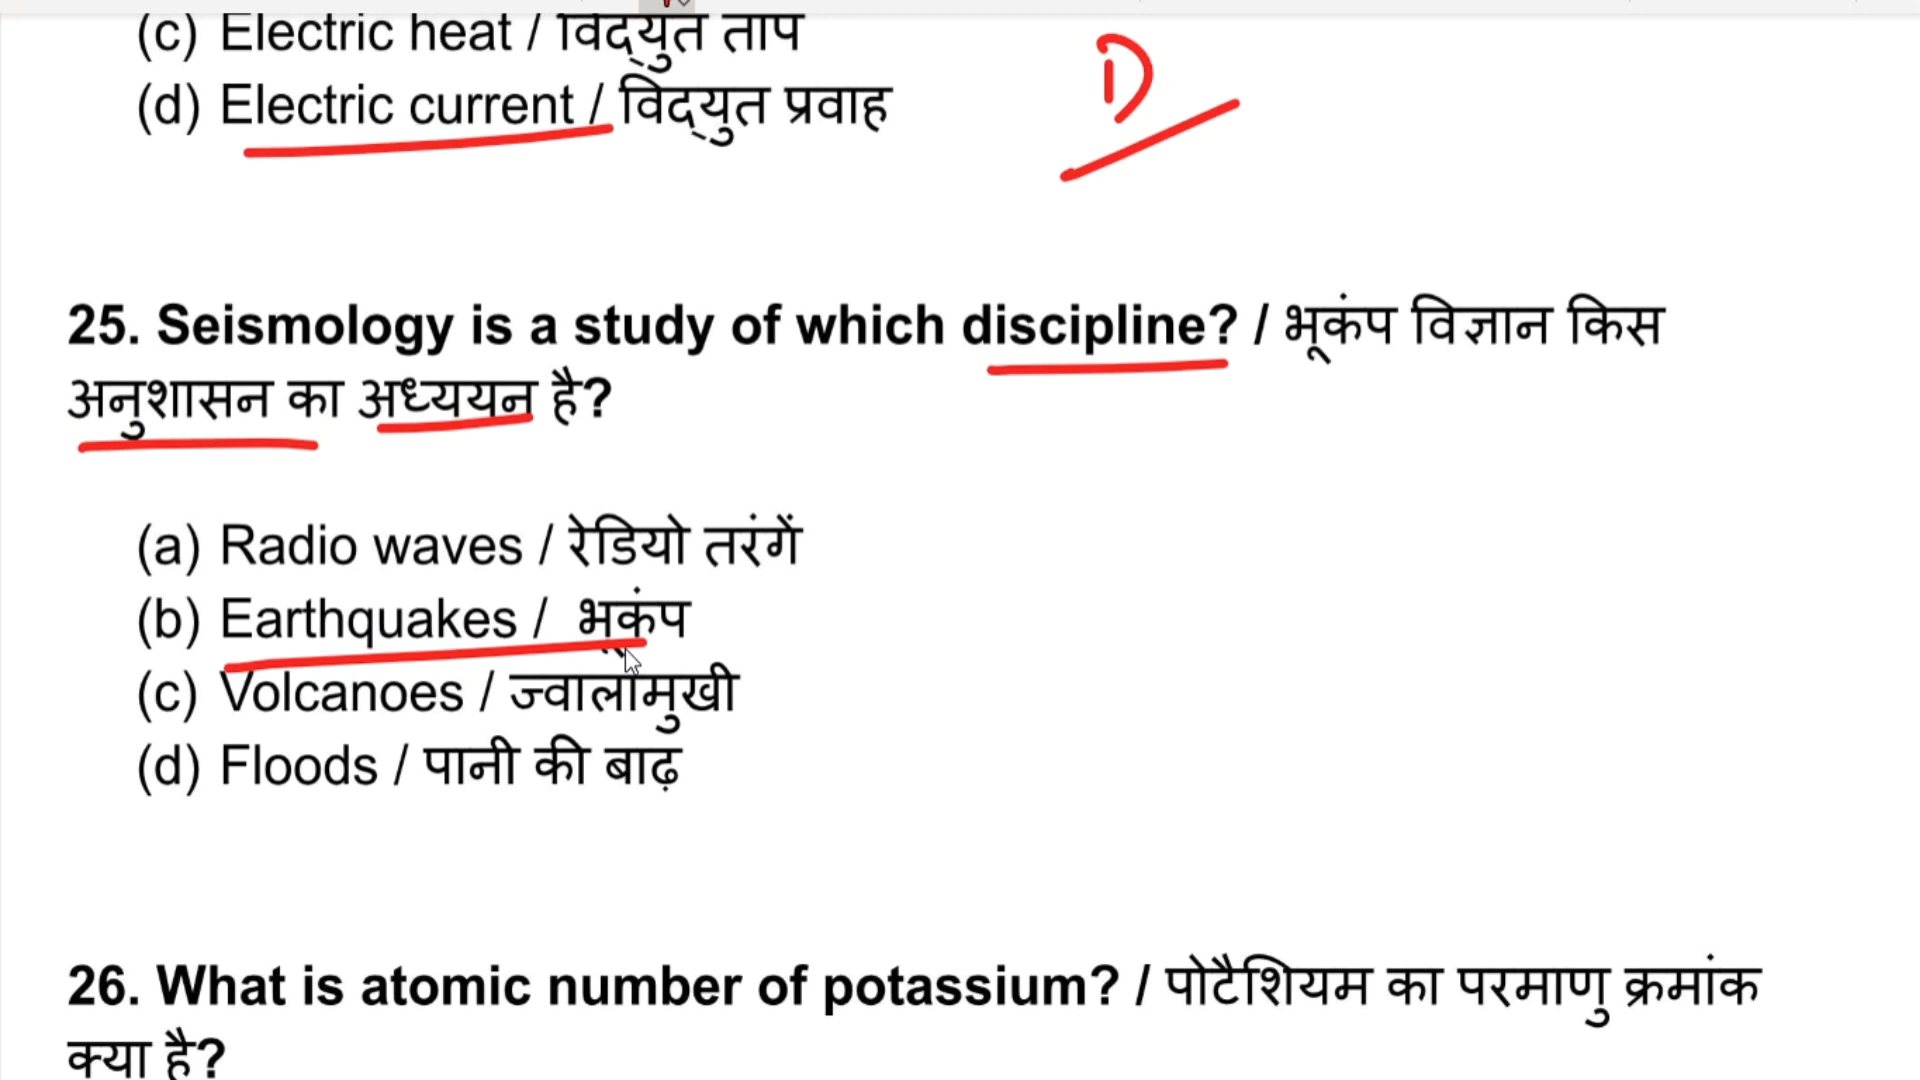 (c) Electric heat / विद्युत ताप
(d) Electric current / विद्युत प्रवाह
D
25. Seismology is a study of which discipline? / भूकंप विज्ञान किस
अनुशासन का अध्ययन है?
(a) Radio waves / रेडियो तरंगें
(b) Earthquakes / भूकंप
(c) Volcanoes / ज्वालामुखी
(d) Floods / पानी की बाढ़
26. What is atomic number of potassium? / पोटैशियम का परमाणु क्रमांक
क्या है?